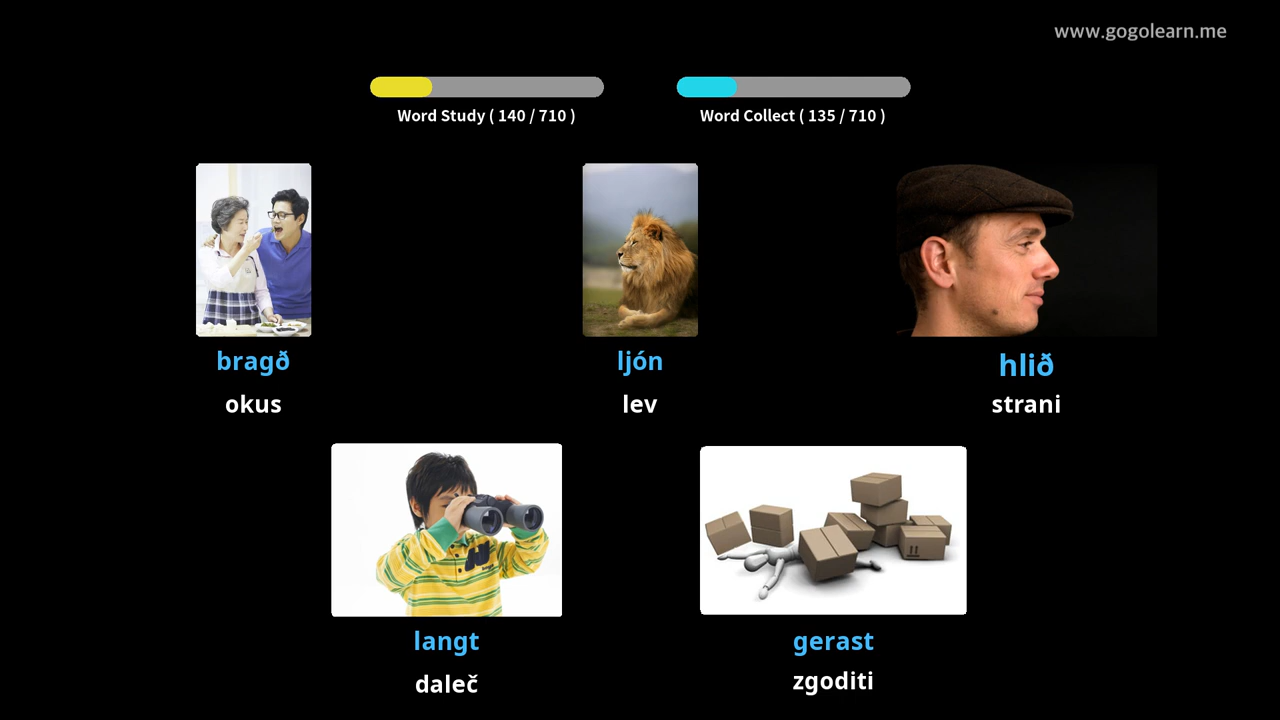 www.gogolearn.me
Word Study ( 140 / 710 )
Word Collect ( 135 / 710 )
bragð
ljón
hlið
okus
lev
strani
langt
gerast
daleč
zgoditi